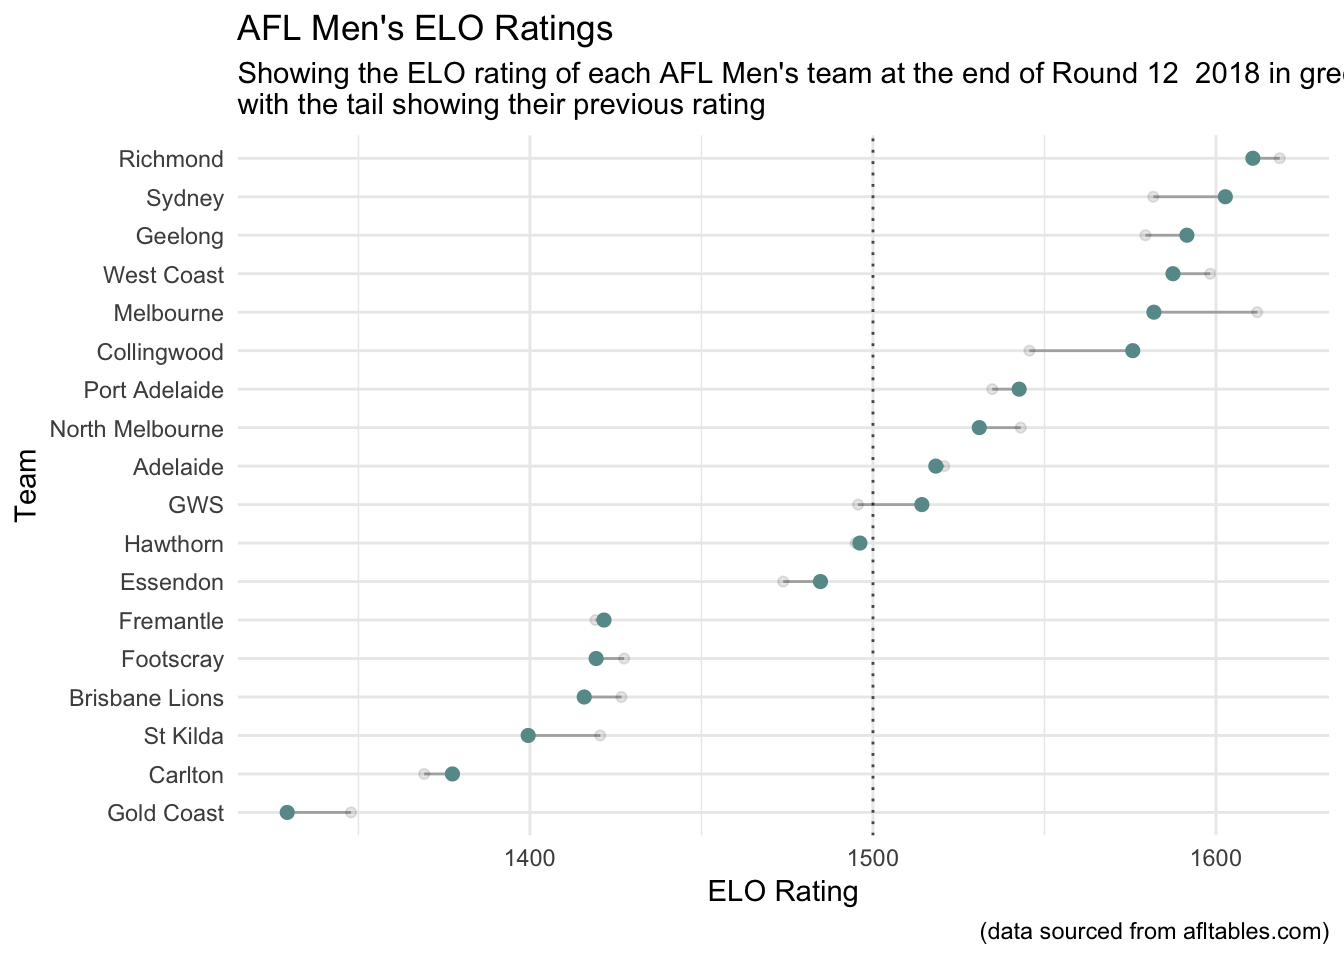 AFL Men's ELO Ratings
Showing the ELO rating of each AFL Men's team at the end of Round 12  2018 in
with the tail showing their previous rating
Richmond
Sydney
Geelong
West Coast
Melbourne
Collingwood
Port Adelaide
North Melbourne
Adelaide
GWS
Hawthorn
Essendon
Fremantle
Footscray
Brisbane Lions
St Kilda
Carlton
Gold Coast
Team
1400
1500
1600
ELO Rating
(data sourced from afltables.com)